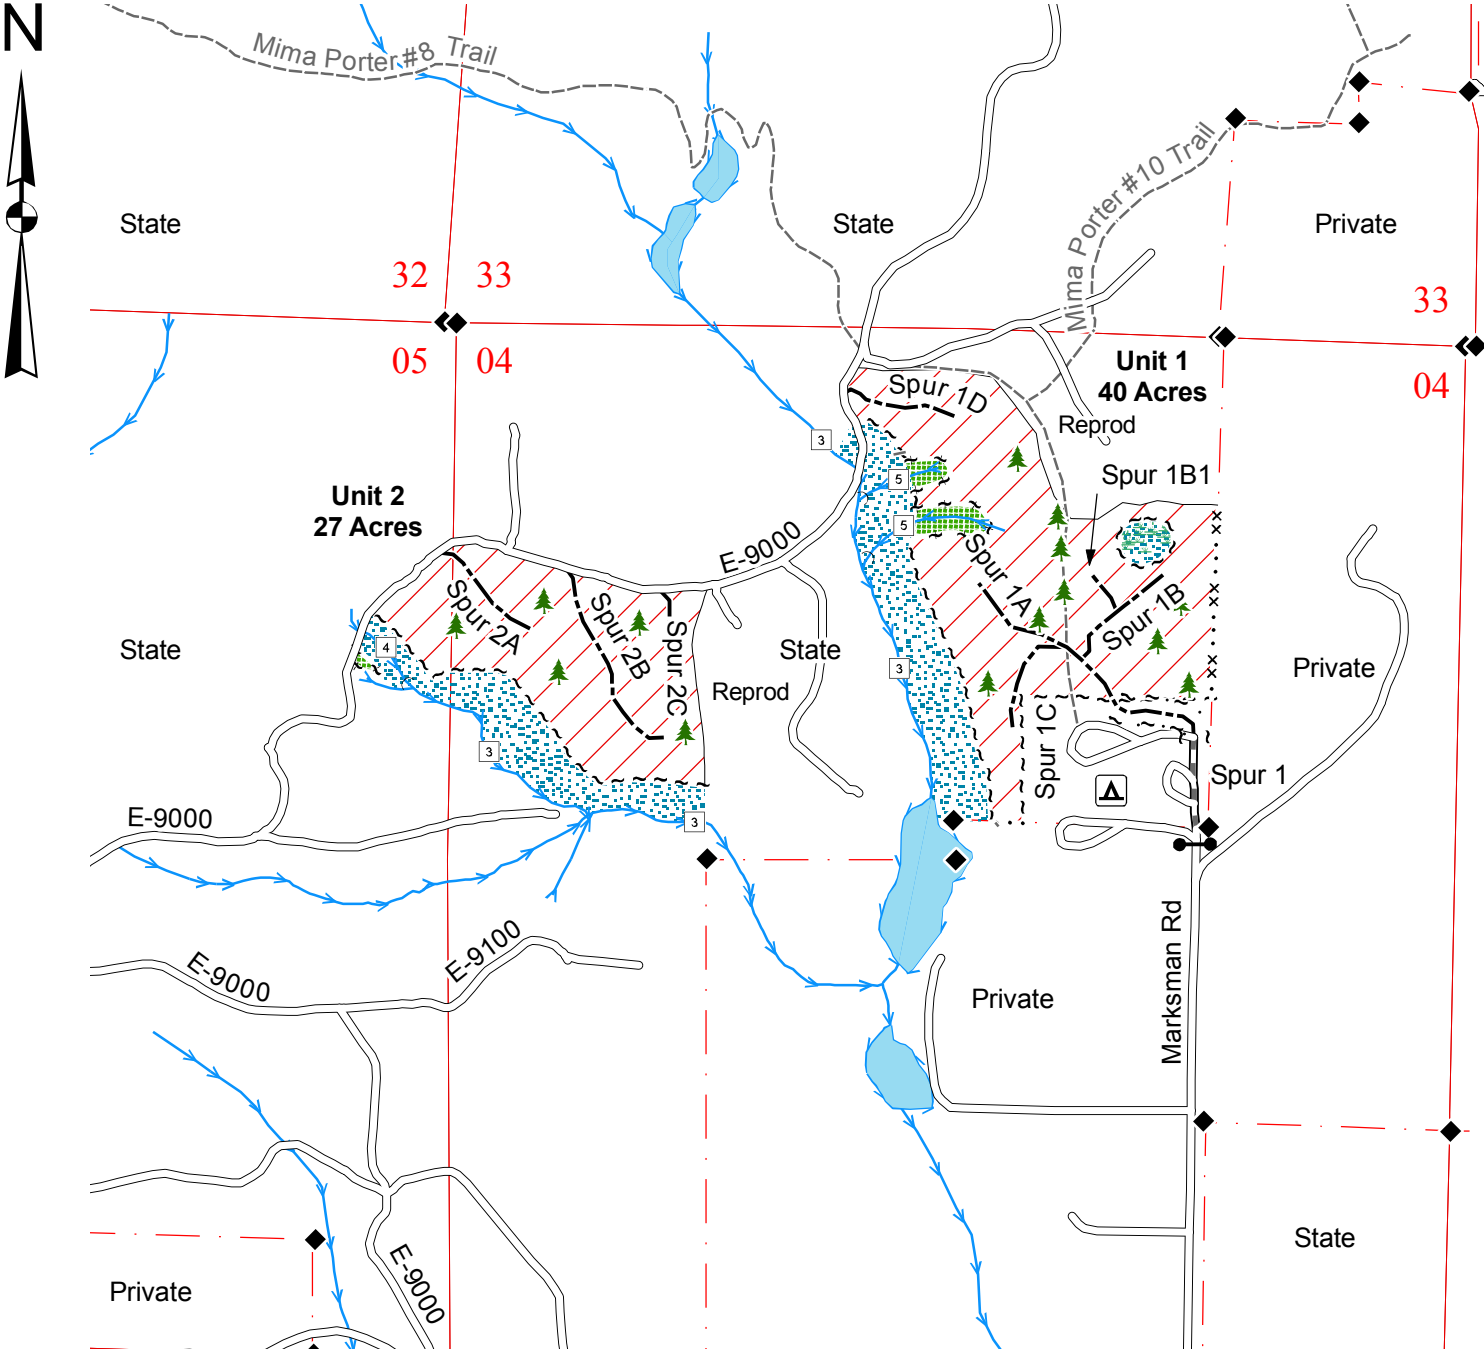 N
Mima Porter #8 Trail
Mima Porter #10 Trail
State
State
Private
32 33
33
05 04
04
Unit 1
40 Acres
Spur 1D
Reprod
3
Spur 1B1
5
Unit 2
27 Acres
5
E-9000
Spur 1A
Spur 1B
Spur 2A
Spur 2B
Spur 2C
4
State
State
3
Private
Reprod
Spur 1C
3
Spur 1
E-9000
3
Marksman Rd
E-9100
E-9000
Private
State
E-9000
Private